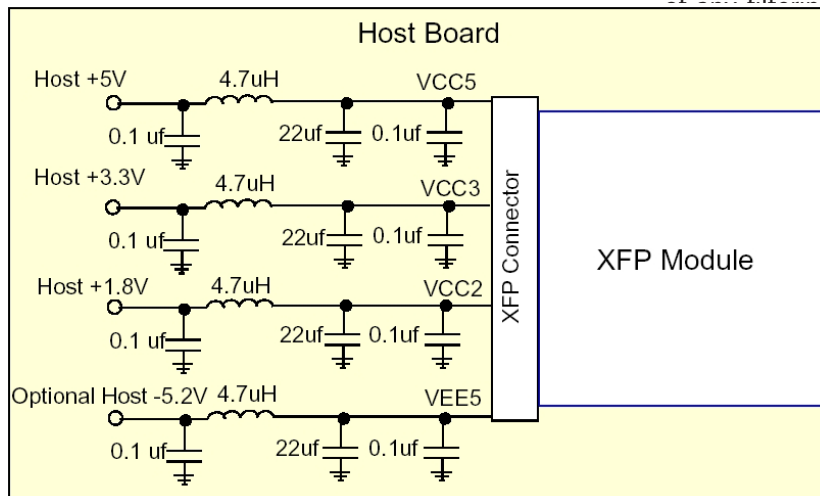 Host Board
Host +5V
4.7uH
VCC5
0.1 uf
22uf
0.1uf
Host +3.3V
4.7uH
VCC3
0.1 uf
22uf
0.1uf
Host +1.8V
4.7uH
VCC2
0.1 uf
22uf
0.1uf
Optional Host -5.2V
4.7uH
VEE5
0.1 uf
22uf
0.1uf
XFP Connector
XFP Module